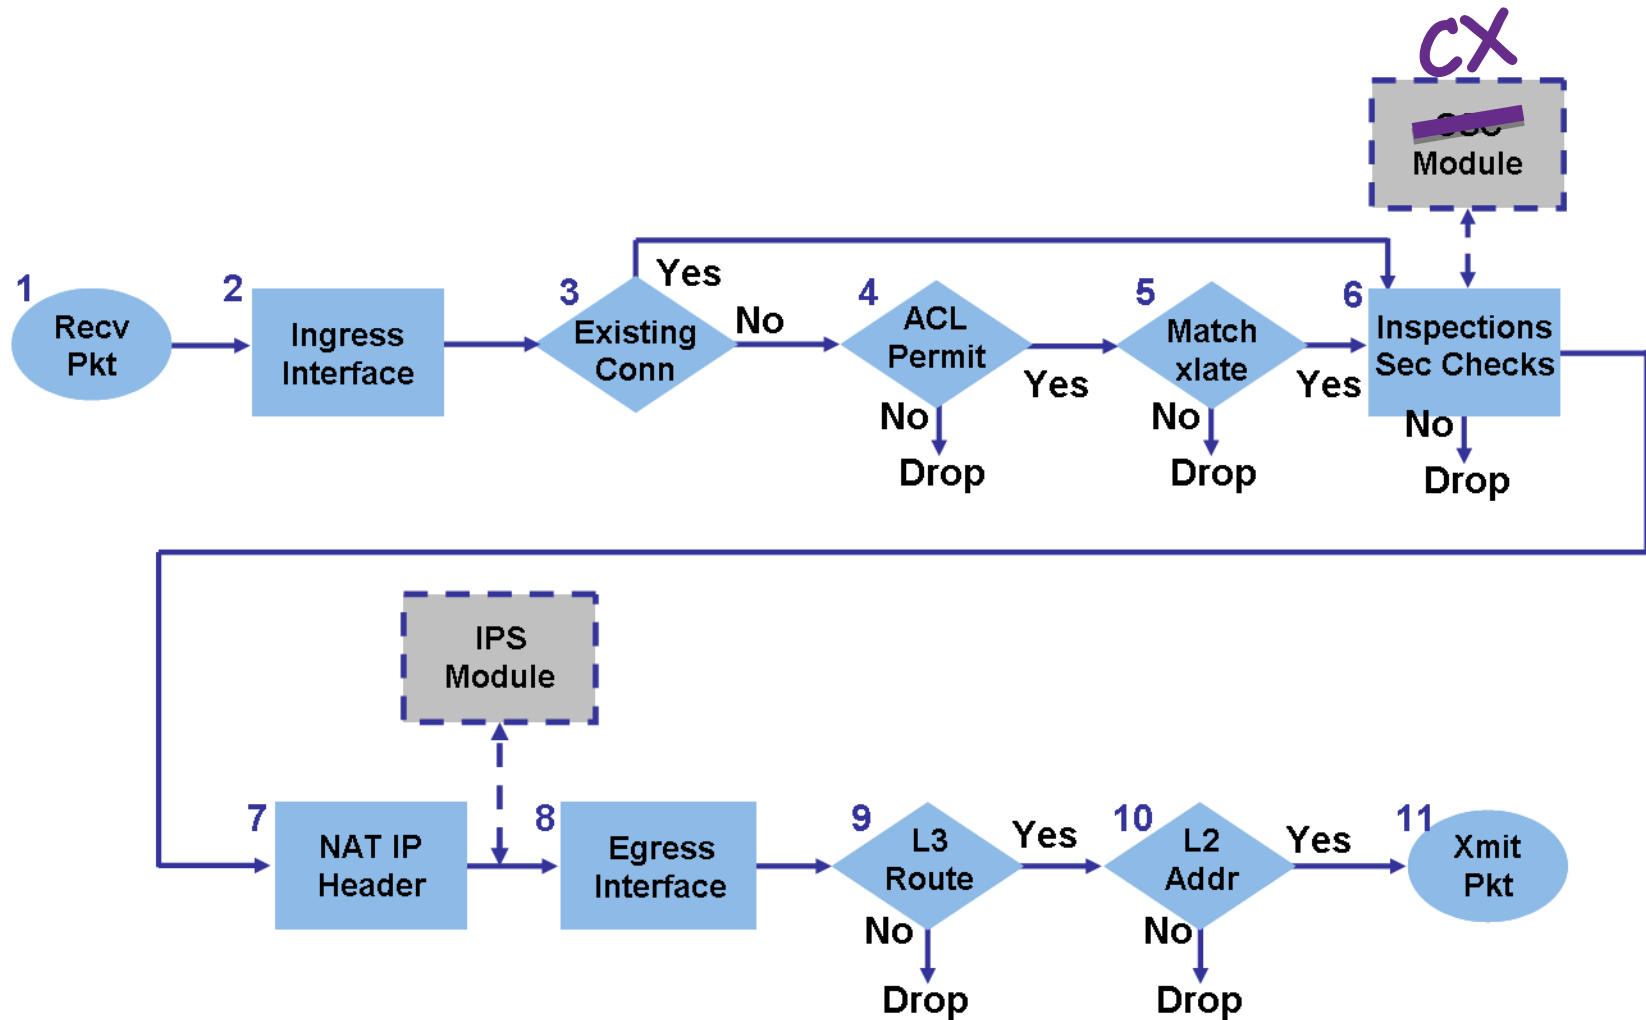 CX
CSC
Module
1
Recv
Pkt
2
Ingress
Interface
3
Existing
Conn
Yes
No
4
ACL
Permit
Yes
No
Drop
5
Match
xlate
Yes
No
Drop
6
Inspections
Sec Checks
No
Drop
IPS
Module
7
NAT IP
Header
8
Egress
Interface
9
L3
Route
Yes
No
Drop
10
L2
Addr
Yes
No
Drop
11
Xmit
Pkt